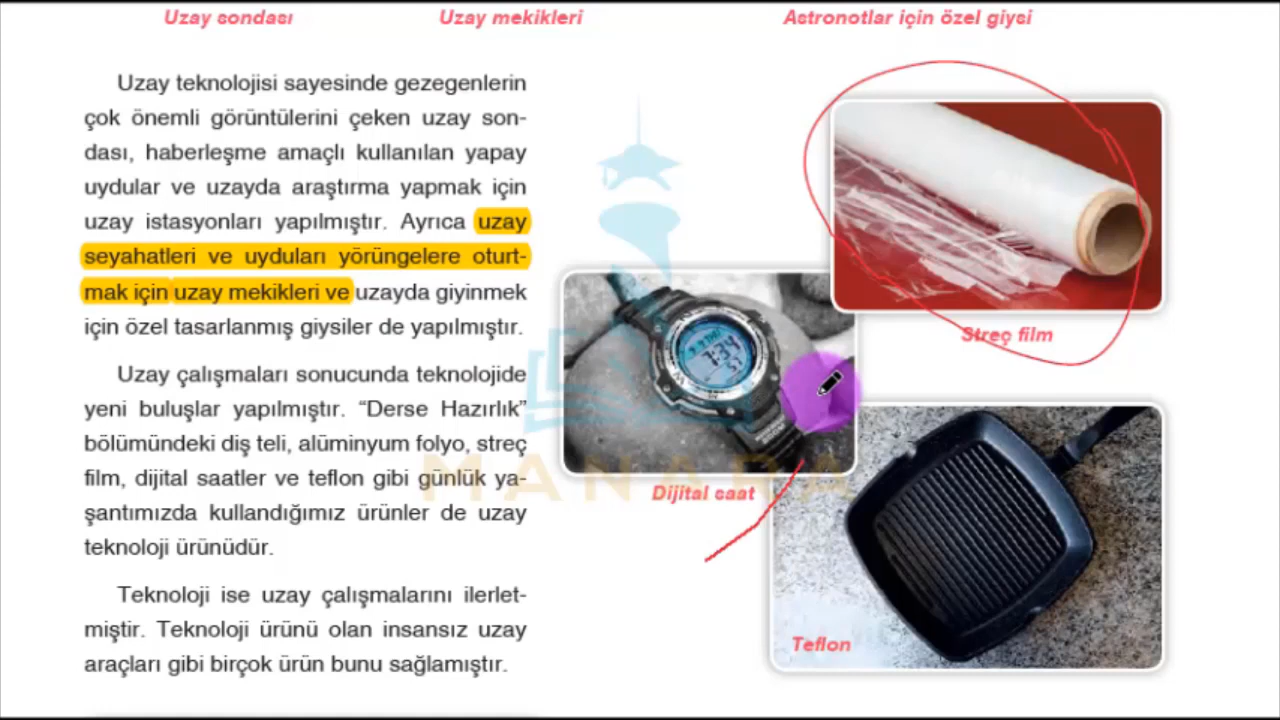 Uzay sondası
Uzay mekikleri
Astronotlar için özel giysi
Uzay teknolojisi sayesinde gezegenlerin
çok önemli görüntülerini çeken uzay son-
dası, haberleşme amaçlı kullanılan yapay
uydular ve uzayda araştırma yapmak için
uzay istasyonları yapılmıştır. Ayrıca uzay
seyahatleri ve uyduları yörüngelere oturt-
mak için uzay mekikleri ve uzayda giyinmek
için özel tasarlanmış giysiler de yapılmıştır.
Uzay çalışmaları sonucunda teknolojide
yeni buluşlar yapılmıştır. “Derse Hazırlık”
bölümündeki diş teli, alüminyum folyo, streç
film, dijital saatler ve teflon gibi günlük ya-
şantımızda kullandığımız ürünler de uzay
teknoloji ürünüdür.
Teknoloji ise uzay çalışmalarını ilerlet-
miştir. Teknoloji ürünü olan insansız uzay
araçları gibi birçok ürün bunu sağlamıştır.
Streç film
Dijital saat
Teflon
MANARA